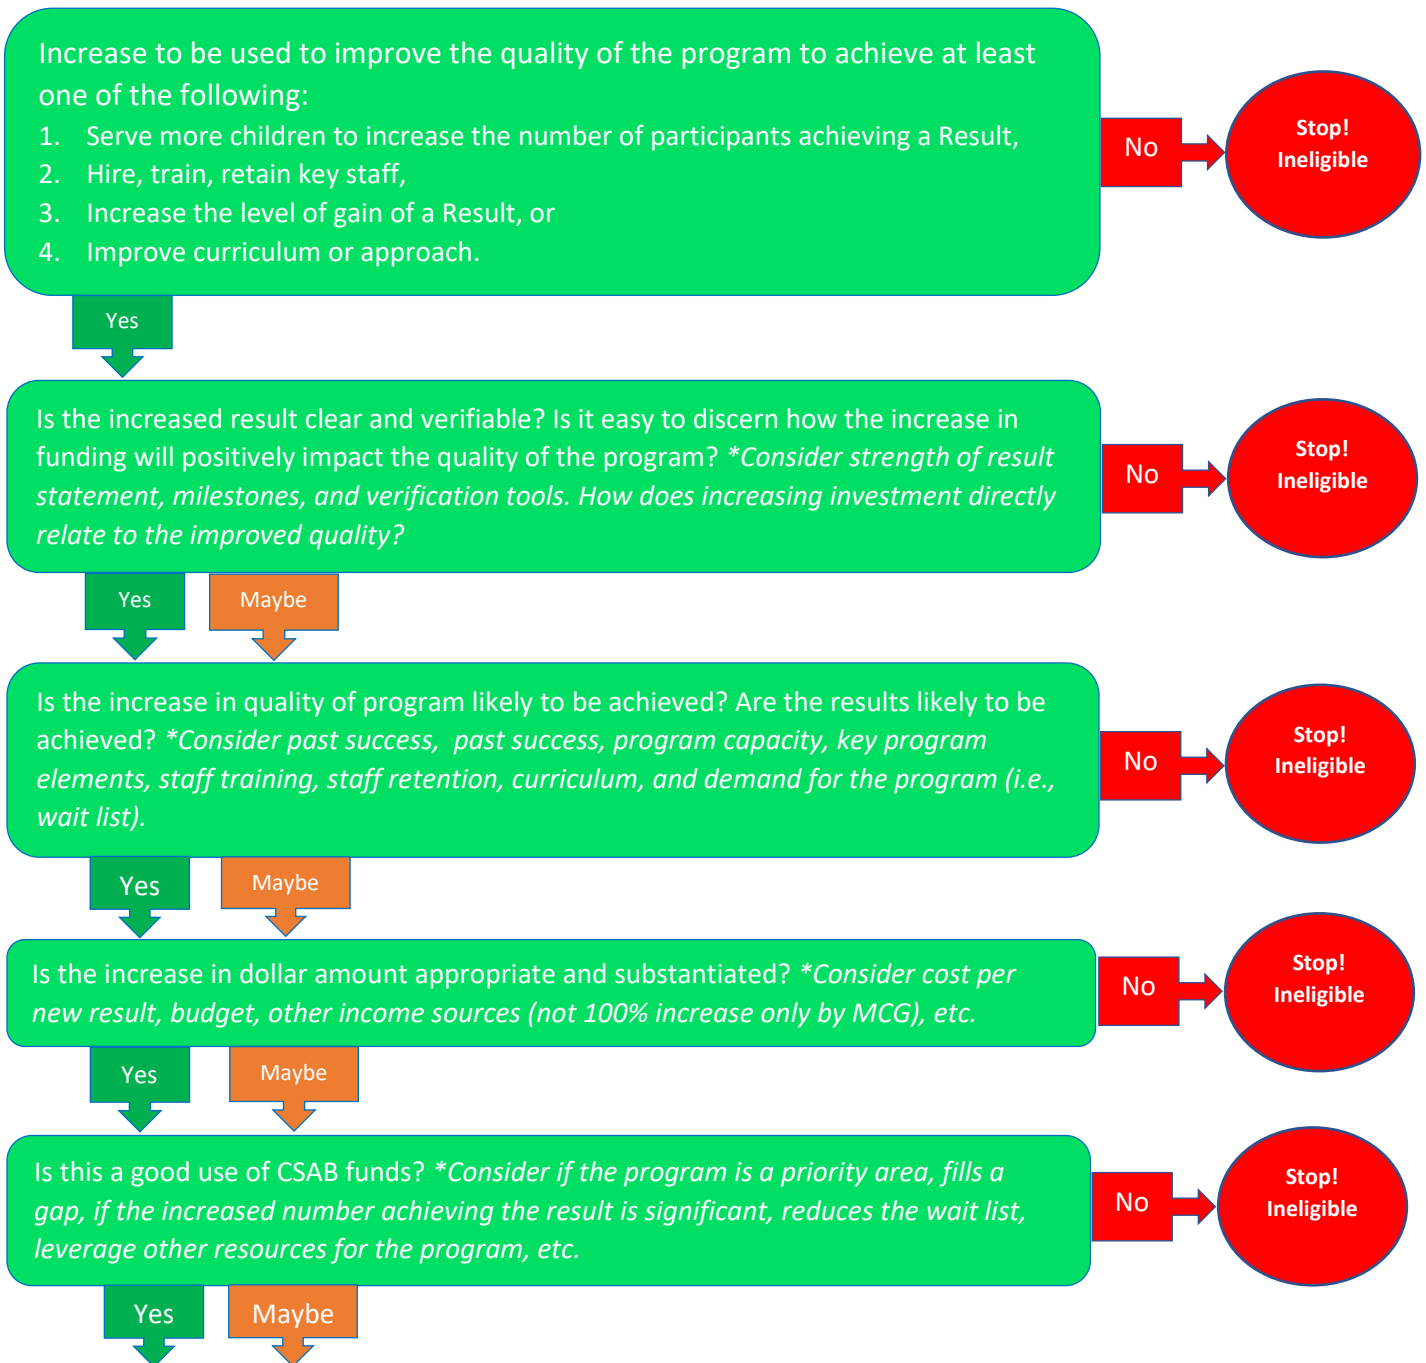 Increase to be used to improve the quality of the program to achieve at least
one of the following:
1. Serve more children to increase the number of participants achieving a Result,
2. Hire, train, retain key staff,
3. Increase the level of gain of a Result, or
4. Improve curriculum or approach.
No
Stop!
Ineligible
Yes
Is the increased result clear and verifiable? Is it easy to discern how the increase in
funding will positively impact the quality of the program? *Consider strength of result
statement, milestones, and verification tools. How does increasing investment directly
relate to the improved quality?
No
Stop!
Ineligible
Yes
Maybe
Is the increase in quality of program likely to be achieved? Are the results likely to be
achieved? *Consider past success,  past success, program capacity, key program
elements, staff training, staff retention, curriculum, and demand for the program (i.e.,
wait list).
No
Stop!
Ineligible
Yes
Maybe
Is the increase in dollar amount appropriate and substantiated? *Consider cost per
new result, budget, other income sources (not 100% increase only by MCG), etc.
No
Stop!
Ineligible
Yes
Maybe
Is this a good use of CSAB funds? *Consider if the program is a priority area, fills a
gap, if the increased number achieving the result is significant, reduces the wait list,
leverage other resources for the program, etc.
No
Stop!
Ineligible
Yes
Maybe